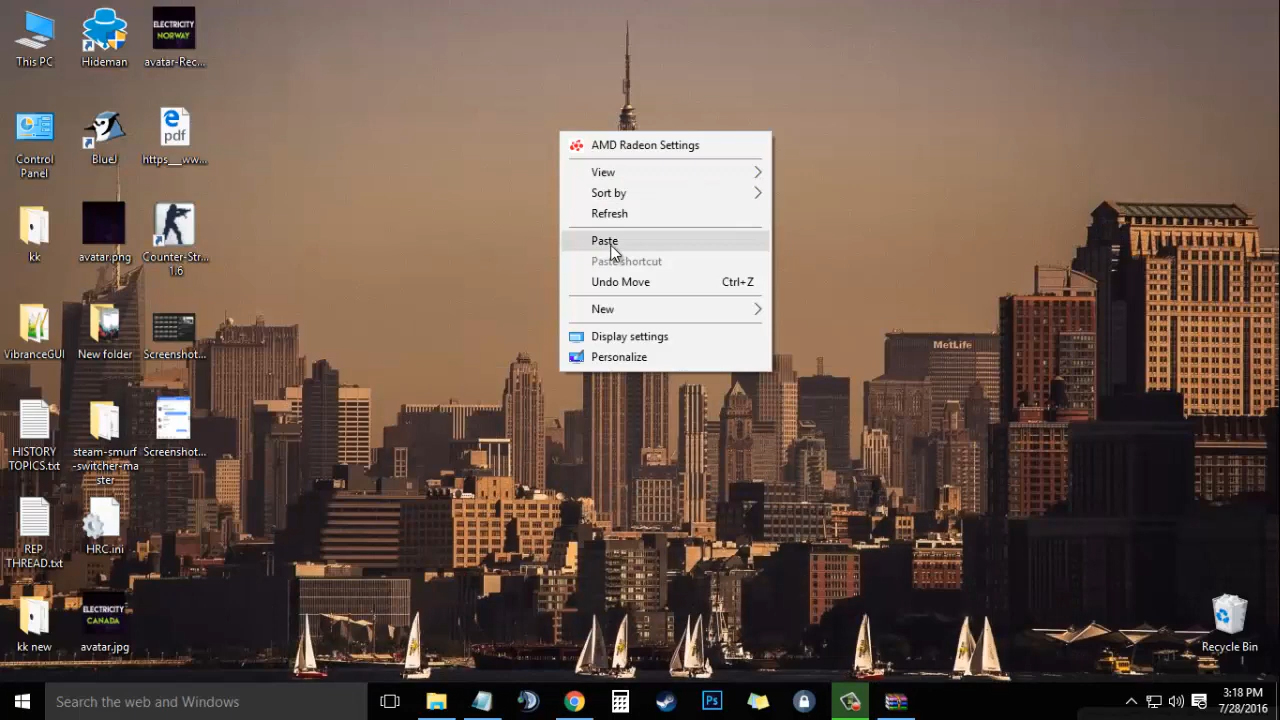 This PC
Hideman
ELECTRICITY
NORWAY
avatar-Rec...
Control
Panel
BlueJ
pdf
https__ww...
kk
avatar.png
Counter-Str...
1.6
VibranceGUI
New folder
Screenshot...
HISTORY
TOPICS.txt
steam-smurf
-switcher-ma
ster
Screenshot...
REP
THREAD.txt
HRC.ini
kk new
ELECTRICITY
CANADA
avatar.jpg
AMD Radeon Settings
View
Sort by
Refresh
Paste
Paste shortcut
Undo Move Ctrl+Z
New
Display settings
Personalize
MetLife
Recycle Bin
Search the web and Windows
Ps
3:18 PM
7/28/2016